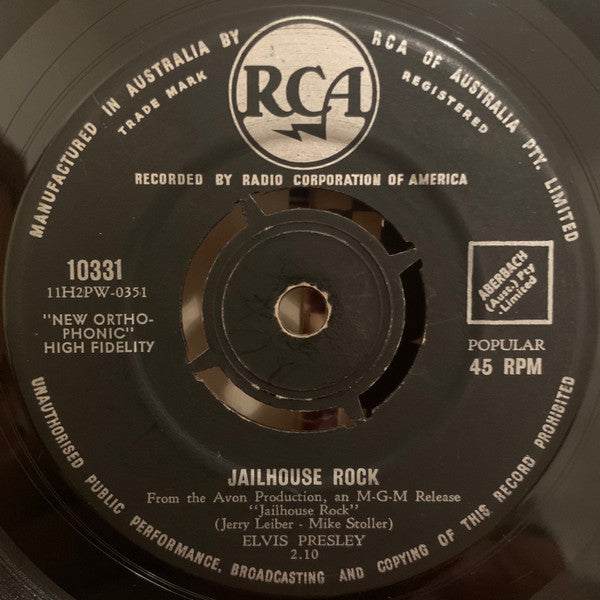 MANUFACTURED IN AUSTRALIA BY RCA OF AUSTRALIA PTY. LIMITED
TRADE MARK REGISTERED
RCA
RECORDED BY RADIO CORPORATION OF AMERICA
10331
11H2PW-0351
"NEW ORTHO-
PHONIC"
HIGH FIDELITY
ABERBACH
(Aust.) Pty
.Limited
POPULAR
45 RPM
JAILHOUSE ROCK
From the Avon Production, an M-G-M Release
"Jailhouse Rock"
(Jerry Leiber - Mike Stoller)
ELVIS PRESLEY
2.10
UNAUTHORISED PUBLIC PERFORMANCE, BROADCASTING AND COPYING OF THIS RECORD PROHIBITED